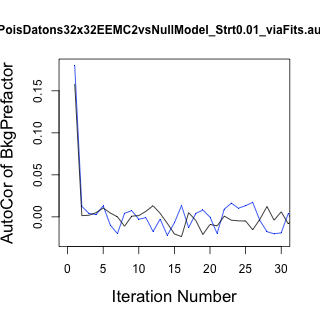 PoisDatons32x32EEMC2vsNullModel_Strt0.01_viaFits.au
AutoCor of BkgPrefactor
0.15
0.10
0.05
0.00
0 5 10 15 20 25 30
Iteration Number